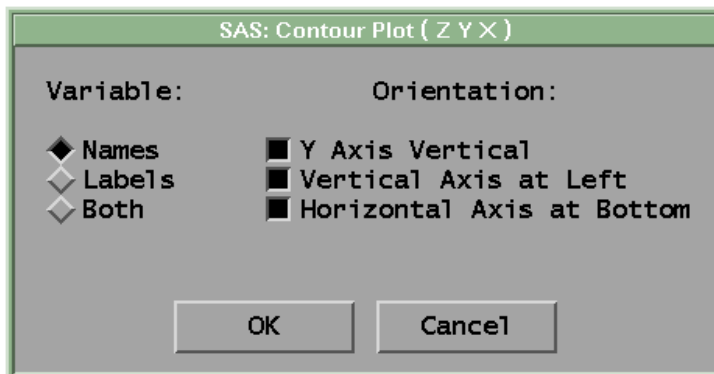 SAS: Contour Plot ( Z Y X )
Variable:
Orientation:
Names
Labels
Both
Y Axis Vertical
Vertical Axis at Left
Horizontal Axis at Bottom
OK
Cancel